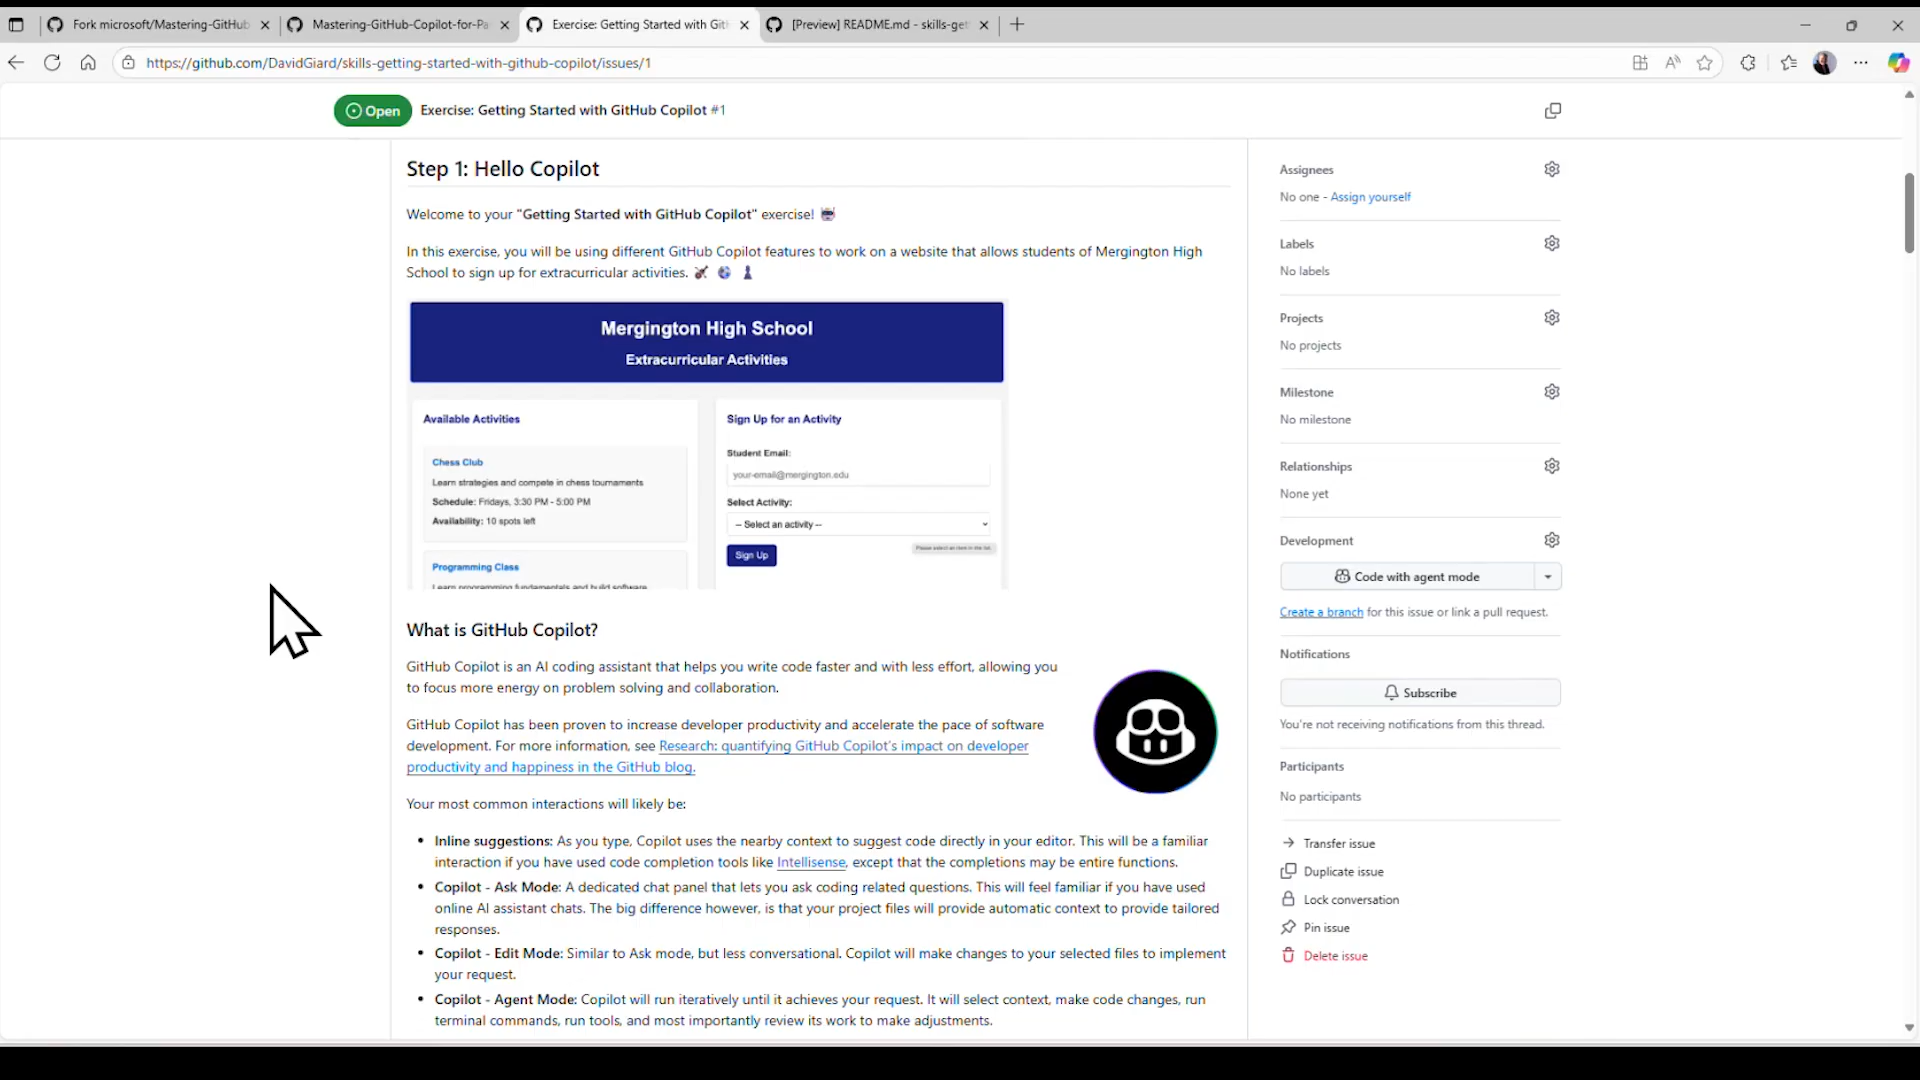 Fork microsoft/Mastering-GitHub
Mastering-GitHub-Copilot-for-Pa
Exercise: Getting Started with Git
[Preview] README.md - skills-get
https://github.com/DavidGiard/skills-getting-started-with-github-copilot/issues/1
Open
Exercise: Getting Started with GitHub Copilot #1
Step 1: Hello Copilot
Welcome to your "Getting Started with GitHub Copilot" exercise!
In this exercise, you will be using different GitHub Copilot features to work on a website that allows students of Mergington High
School to sign up for extracurricular activities.
Mergington High School
Extracurricular Activities
Available Activities
Chess Club
Learn strategies and compete in chess tournaments
Schedule: Fridays, 3:30 PM - 5:00 PM
Availability: 10 spots left
Programming Class
Learn programming fundamentals and build software
Sign Up for an Activity
Student Email:
your-email@mergington.edu
Select Activity:
-- Select an activity --
Please select an item in the list.
Sign Up
What is GitHub Copilot?
GitHub Copilot is an AI coding assistant that helps you write code faster and with less effort, allowing you
to focus more energy on problem solving and collaboration.
GitHub Copilot has been proven to increase developer productivity and accelerate the pace of software
development. For more information, see Research: quantifying GitHub Copilot's impact on developer
productivity and happiness in the GitHub blog.
Your most common interactions will likely be:
• Inline suggestions: As you type, Copilot uses the nearby context to suggest code directly in your editor. This will be a familiar
interaction if you have used code completion tools like Intellisense, except that the completions may be entire functions.
• Copilot - Ask Mode: A dedicated chat panel that lets you ask coding related questions. This will feel familiar if you have used
online AI assistant chats. The big difference however, is that your project files will provide automatic context to provide tailored
responses.
• Copilot - Edit Mode: Similar to Ask mode, but less conversational. Copilot will make changes to your selected files to implement
your request.
• Copilot - Agent Mode: Copilot will run iteratively until it achieves your request. It will select context, make code changes, run
terminal commands, run tools, and most importantly review its work to make adjustments.
Assignees
No one - Assign yourself
Labels
No labels
Projects
No projects
Milestone
No milestone
Relationships
None yet
Development
Code with agent mode
Create a branch for this issue or link a pull request.
Notifications
Subscribe
You're not receiving notifications from this thread.
Participants
No participants
Transfer issue
Duplicate issue
Lock conversation
Pin issue
Delete issue